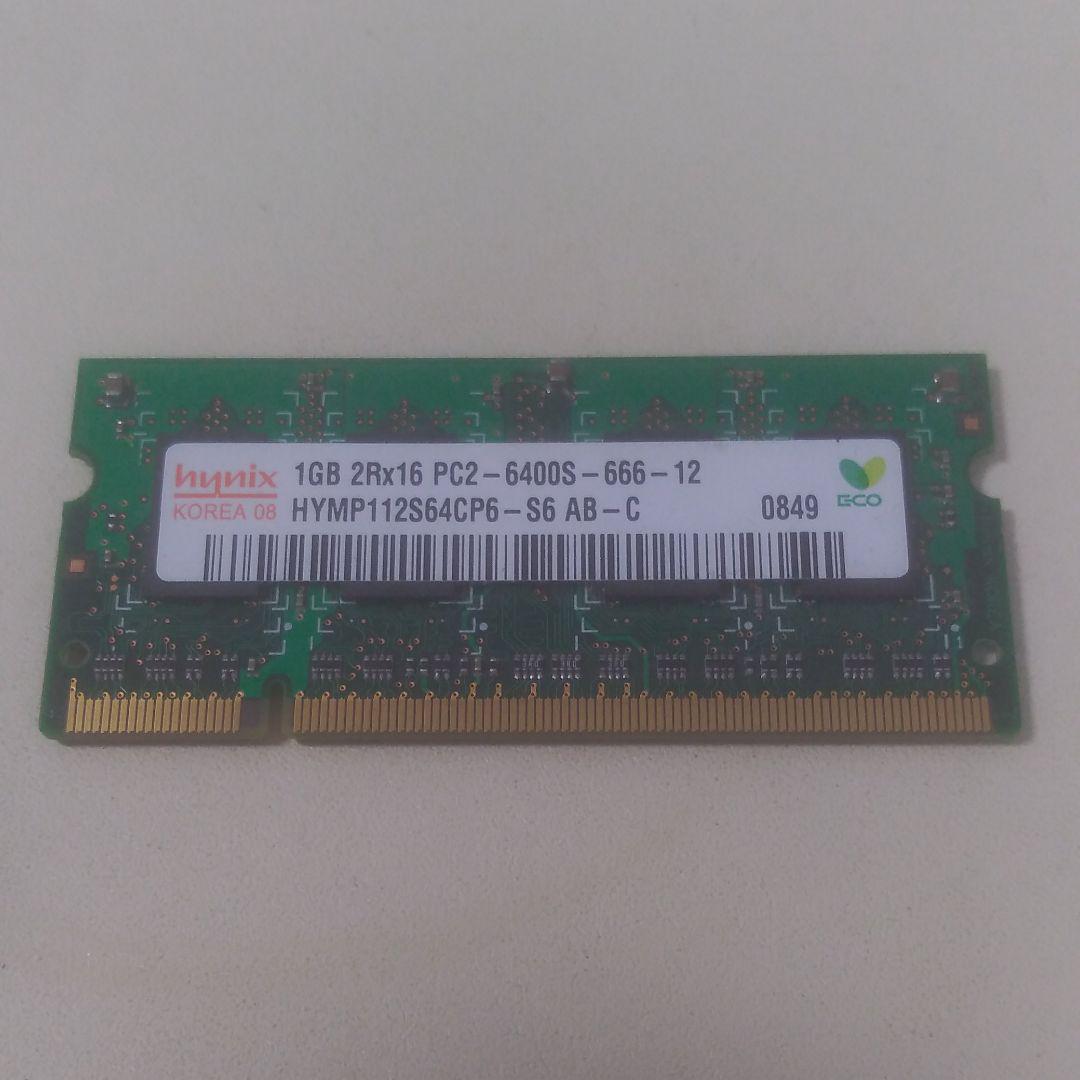 hynix 1GB 2Rx16 PC2-6400S-666-12
KOREA 08 HYMP112S64CP6-S6 AB-C 0849
ECO